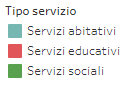 Tipo servizio
Servizi abitativi
Servizi educativi
Servizi sociali